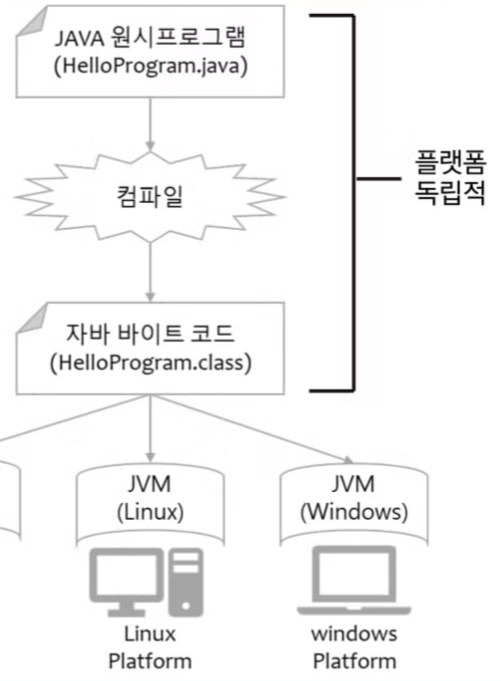 JAVA 원시프로그램
(HelloProgram.java)
컴파일
플랫폼
독립적
자바 바이트 코드
(HelloProgram.class)
JVM
(Linux)
JVM
(Windows)
Linux
Platform
windows
Platform